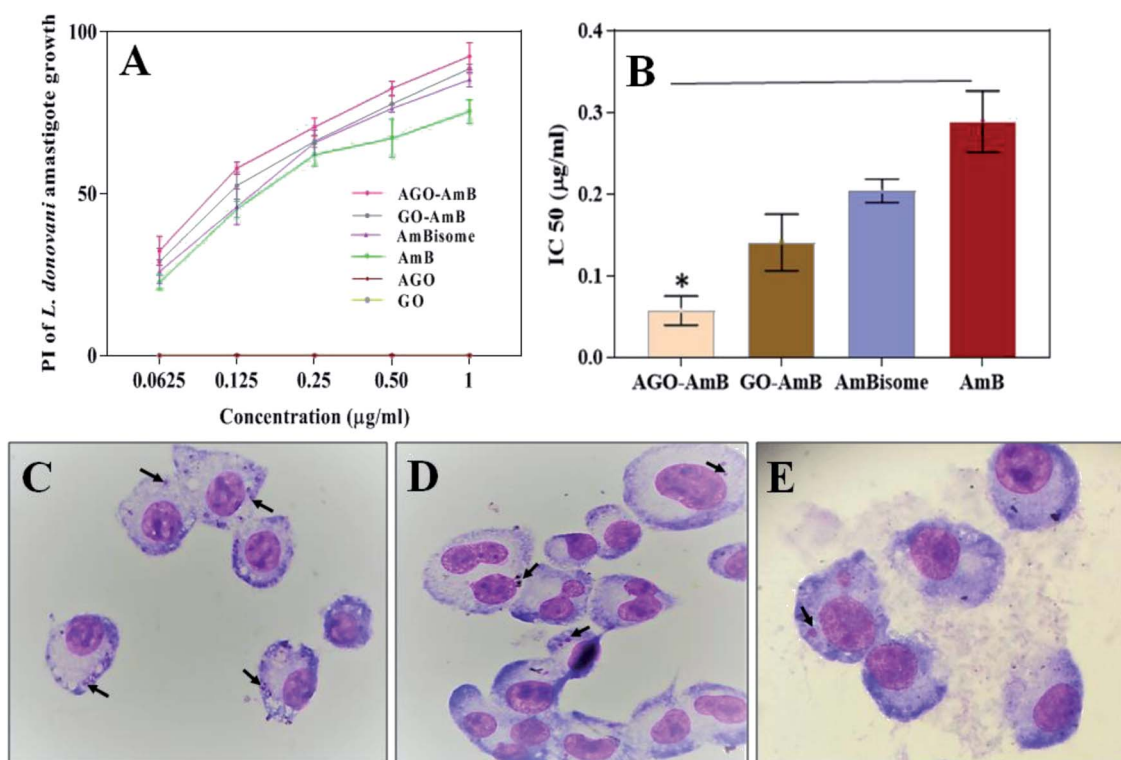 A
PI of L. donovani amastigote growth
100
50
0
AGO-AmB
GO-AmB
AmBisome
AmB
AGO
GO
0.0625 0.125 0.25 0.50 1
Concentration (μg/ml)
B
IC 50 (μg/ml)
0.4
0.3
0.2
0.1
0.0
*
AGO-AmB GO-AmB AmBisome AmB
C
D
E